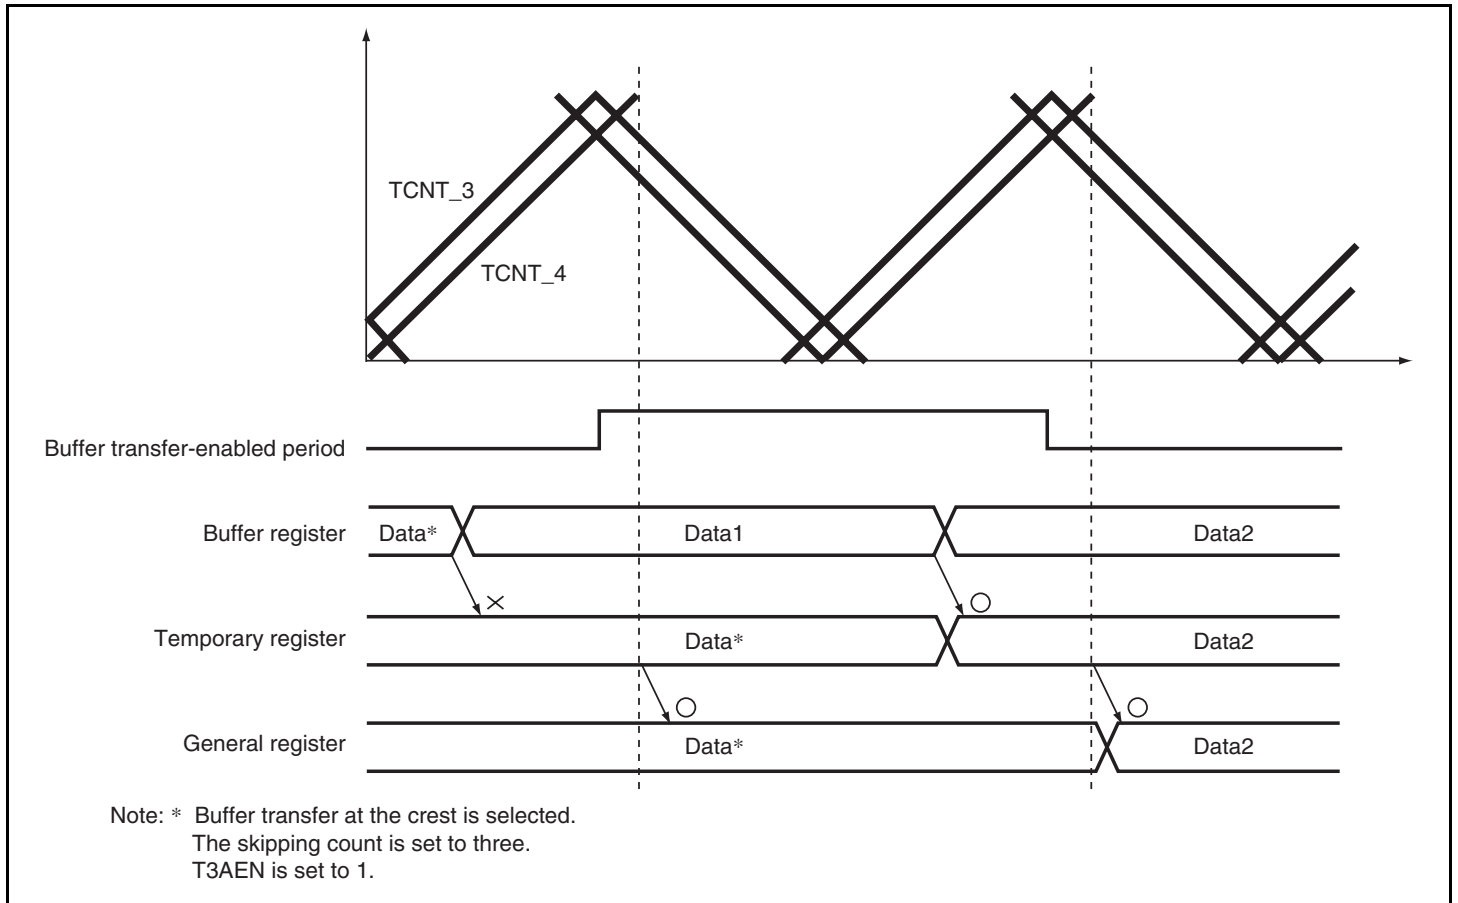 TCNT_3
TCNT_4
Buffer transfer-enabled period
Buffer register Data* Data1 Data2
Temporary register Data* Data2
General register Data* Data2
Note: * Buffer transfer at the crest is selected.
The skipping count is set to three.
T3AEN is set to 1.